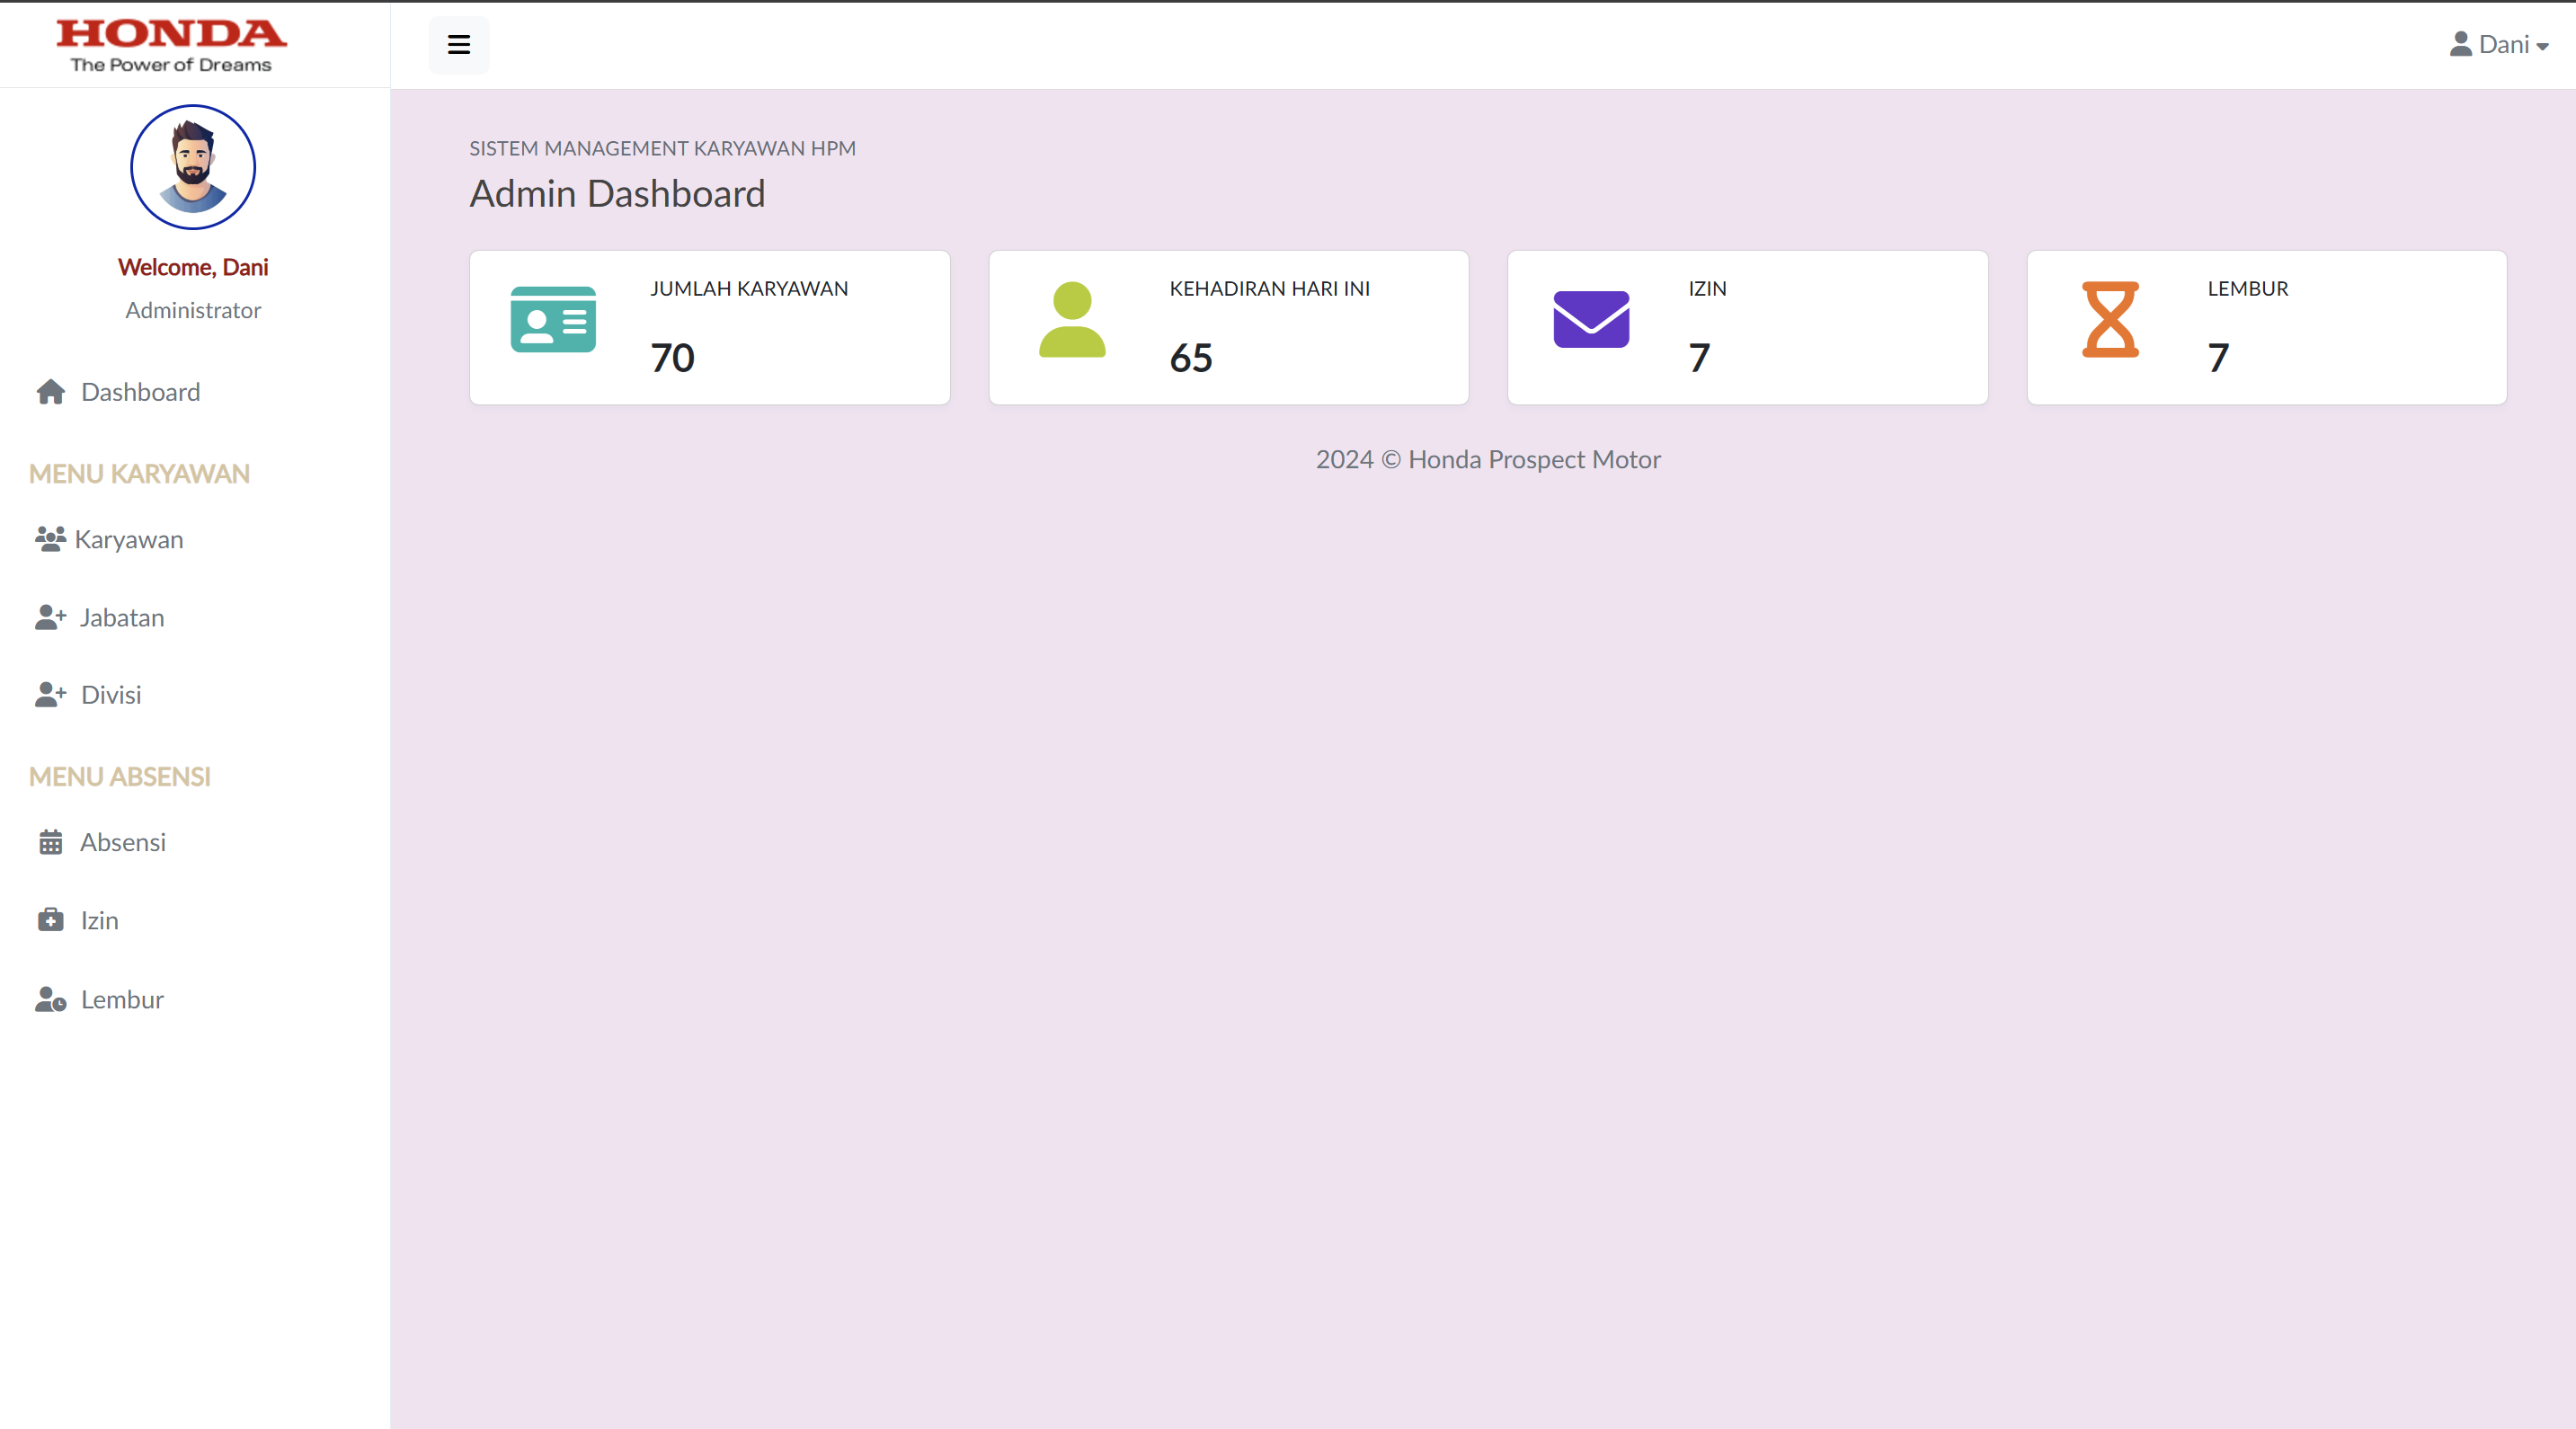 HONDA
The Power of Dreams
Dani
Welcome, Dani
Administrator
Dashboard
MENU KARYAWAN
Karyawan
Jabatan
Divisi
MENU ABSENSI
Absensi
Izin
Lembur
SISTEM MANAGEMENT KARYAWAN HPM
Admin Dashboard
JUMLAH KARYAWAN
70
KEHADIRAN HARI INI
65
IZIN
7
LEMBUR
7
2024 © Honda Prospect Motor